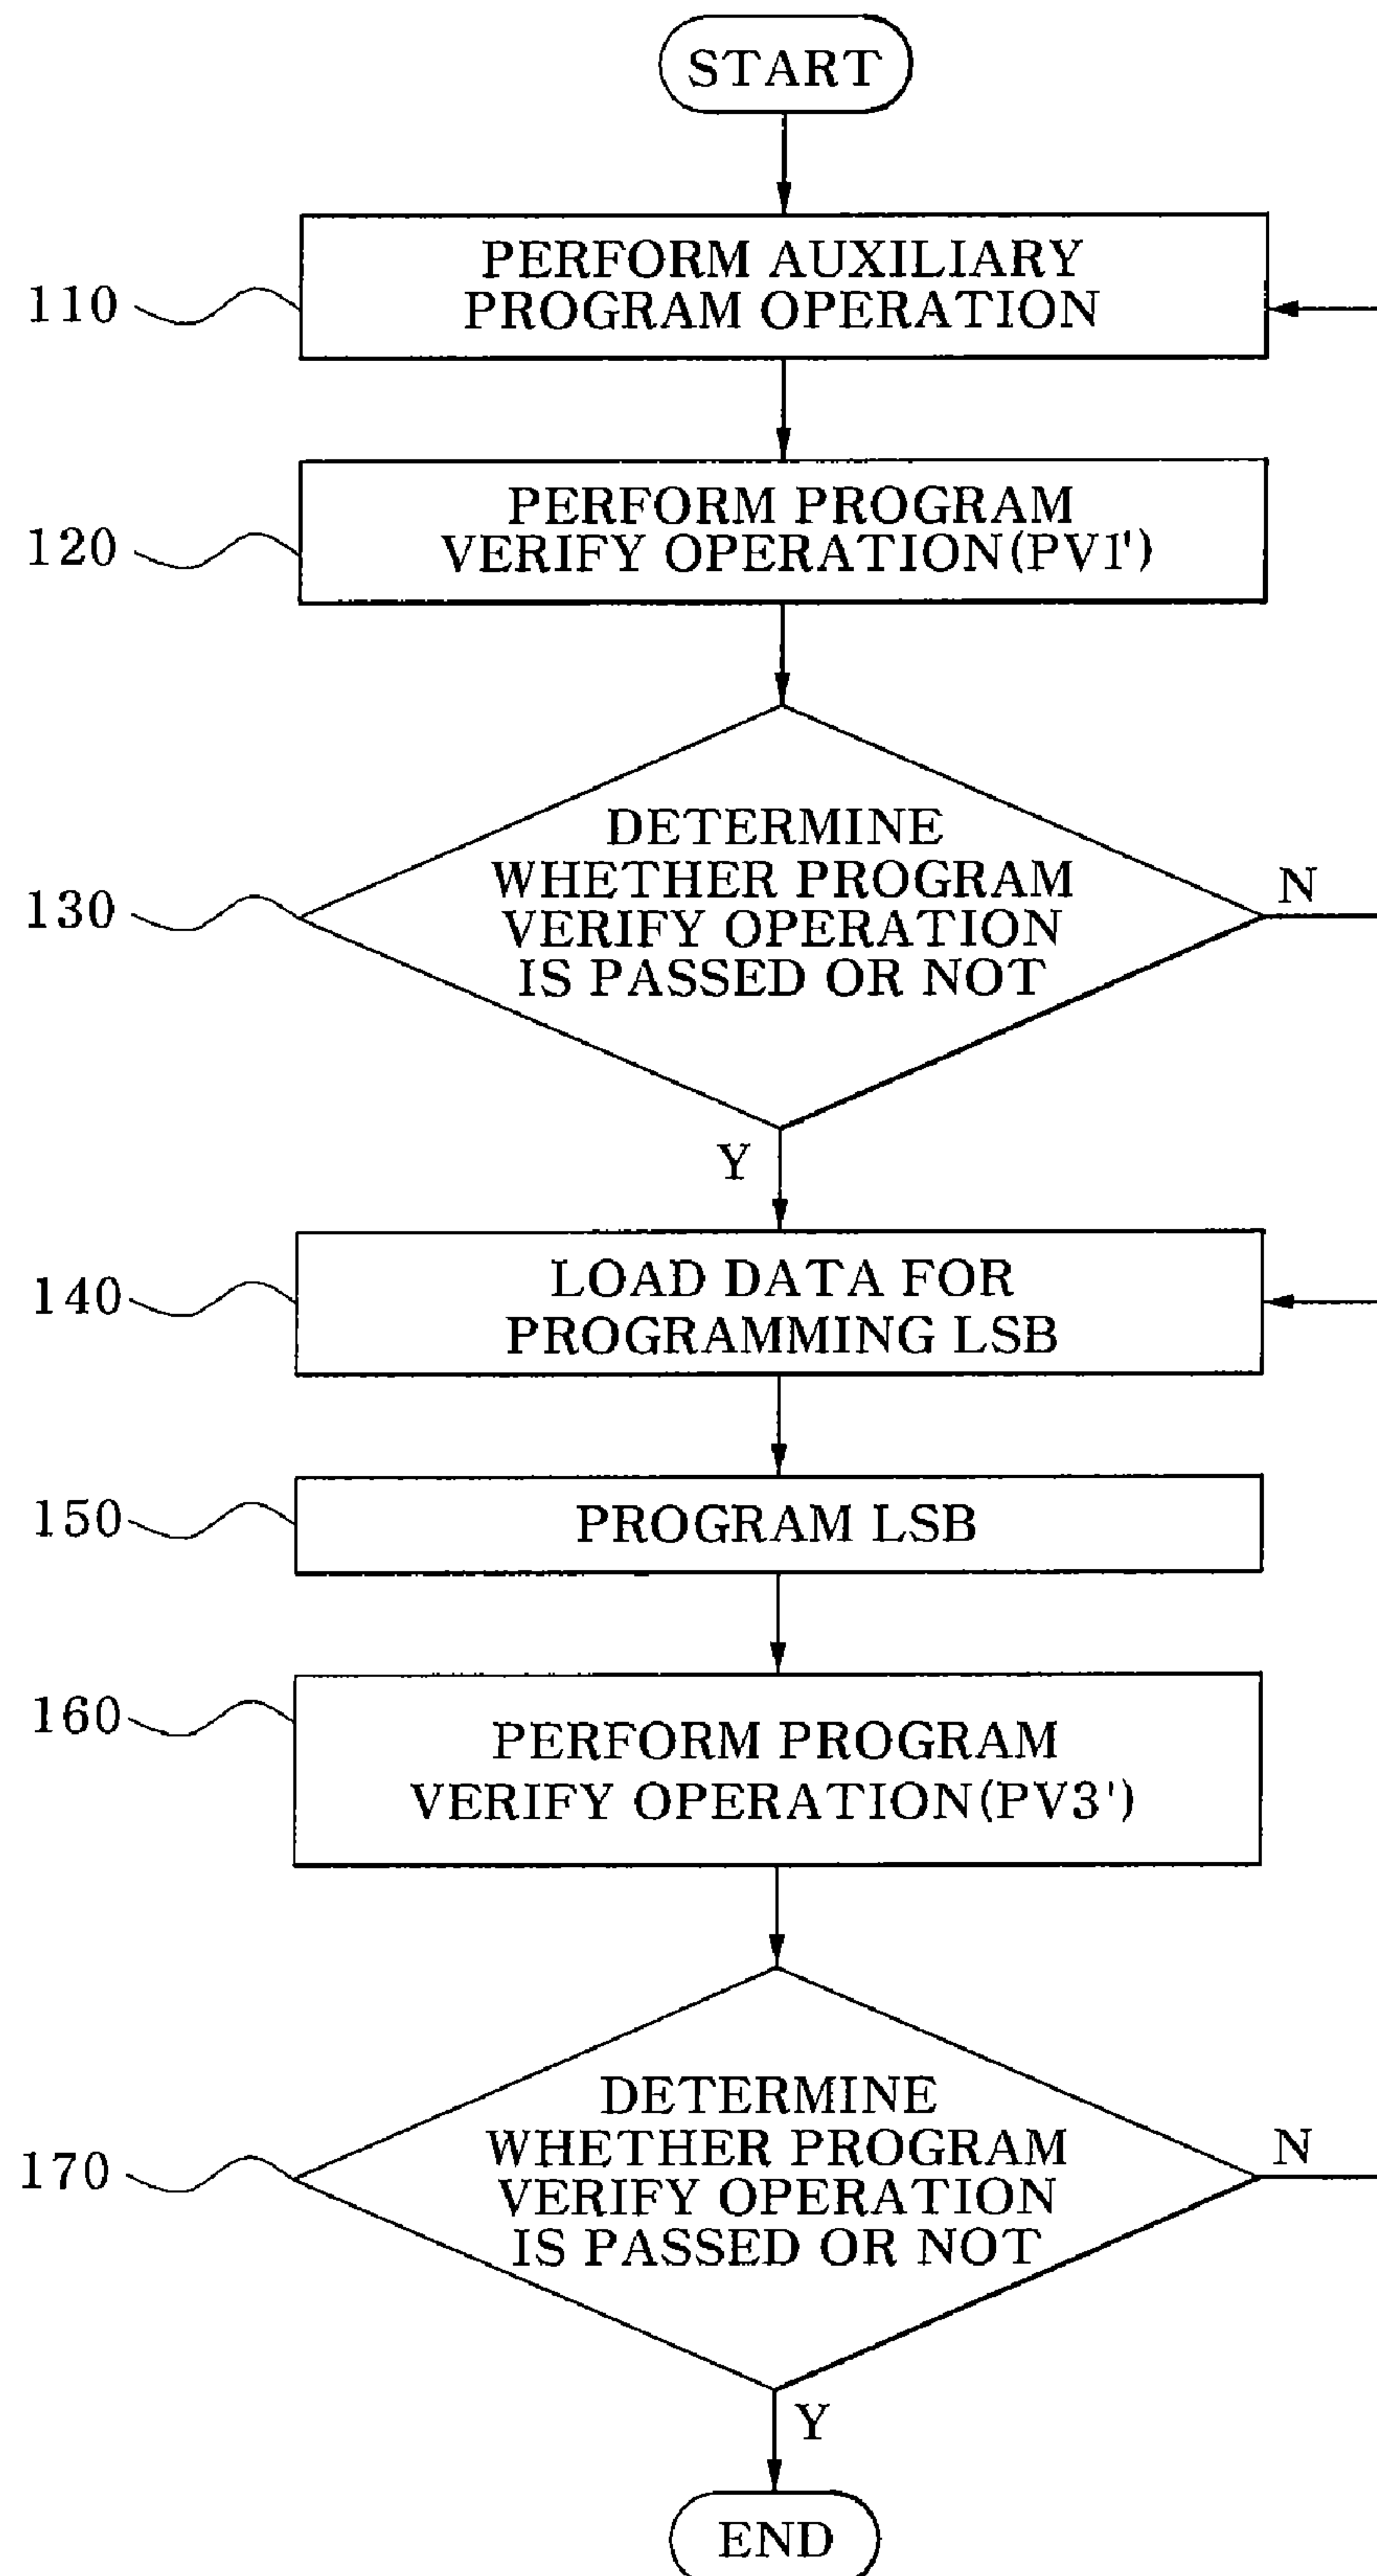 START
110
PERFORM AUXILIARY
PROGRAM OPERATION
120
PERFORM PROGRAM
VERIFY OPERATION(PV1')
130
DETERMINE
WHETHER PROGRAM
VERIFY OPERATION
IS PASSED OR NOT
N
Y
140
LOAD DATA FOR
PROGRAMMING LSB
150
PROGRAM LSB
160
PERFORM PROGRAM
VERIFY OPERATION(PV3')
170
DETERMINE
WHETHER PROGRAM
VERIFY OPERATION
IS PASSED OR NOT
N
Y
END